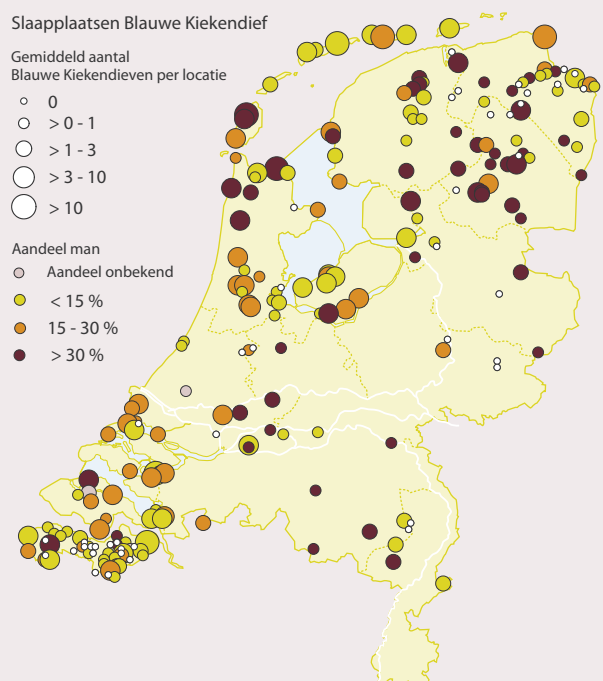 Slaapplaatsen Blauwe Kiekendief
Gemiddeld aantal
Blauwe Kiekendieven per locatie
0
> 0 - 1
> 1 - 3
> 3 - 10
> 10
Aandeel man
Aandeel onbekend
< 15 %
15 - 30 %
> 30 %